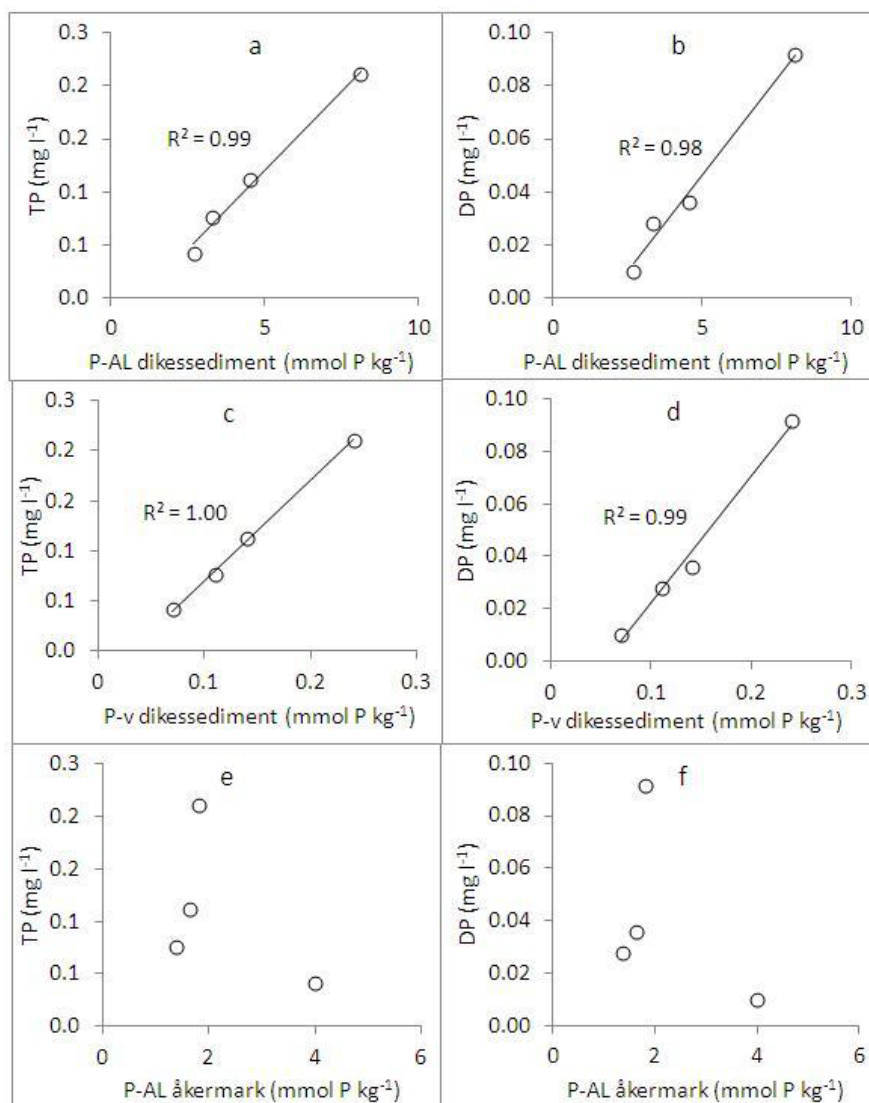 a
0.3
0.2
0.2
0.1
0.1
0.0
TP (mg l⁻¹)
R² = 0.99
0 5 10
P-AL dikessediment (mmol P kg⁻¹)
b
0.10
0.08
0.06
0.04
0.02
0.00
DP (mg l⁻¹)
R² = 0.98
0 5 10
P-AL dikessediment (mmol P kg⁻¹)
c
0.3
0.2
0.2
0.1
0.1
0.0
TP (mg l⁻¹)
R² = 1.00
0 0.1 0.2 0.3
P-v dikessediment (mmol P kg⁻¹)
d
0.10
0.08
0.06
0.04
0.02
0.00
DP (mg l⁻¹)
R² = 0.99
0 0.1 0.2 0.3
P-v dikessediment (mmol P kg⁻¹)
e
0.3
0.2
0.2
0.1
0.1
0.0
TP (mg l⁻¹)
0 2 4 6
P-AL åkermark (mmol P kg⁻¹)
f
0.10
0.08
0.06
0.04
0.02
0.00
DP (mg l⁻¹)
0 2 4 6
P-AL åkermark (mmol P kg⁻¹)